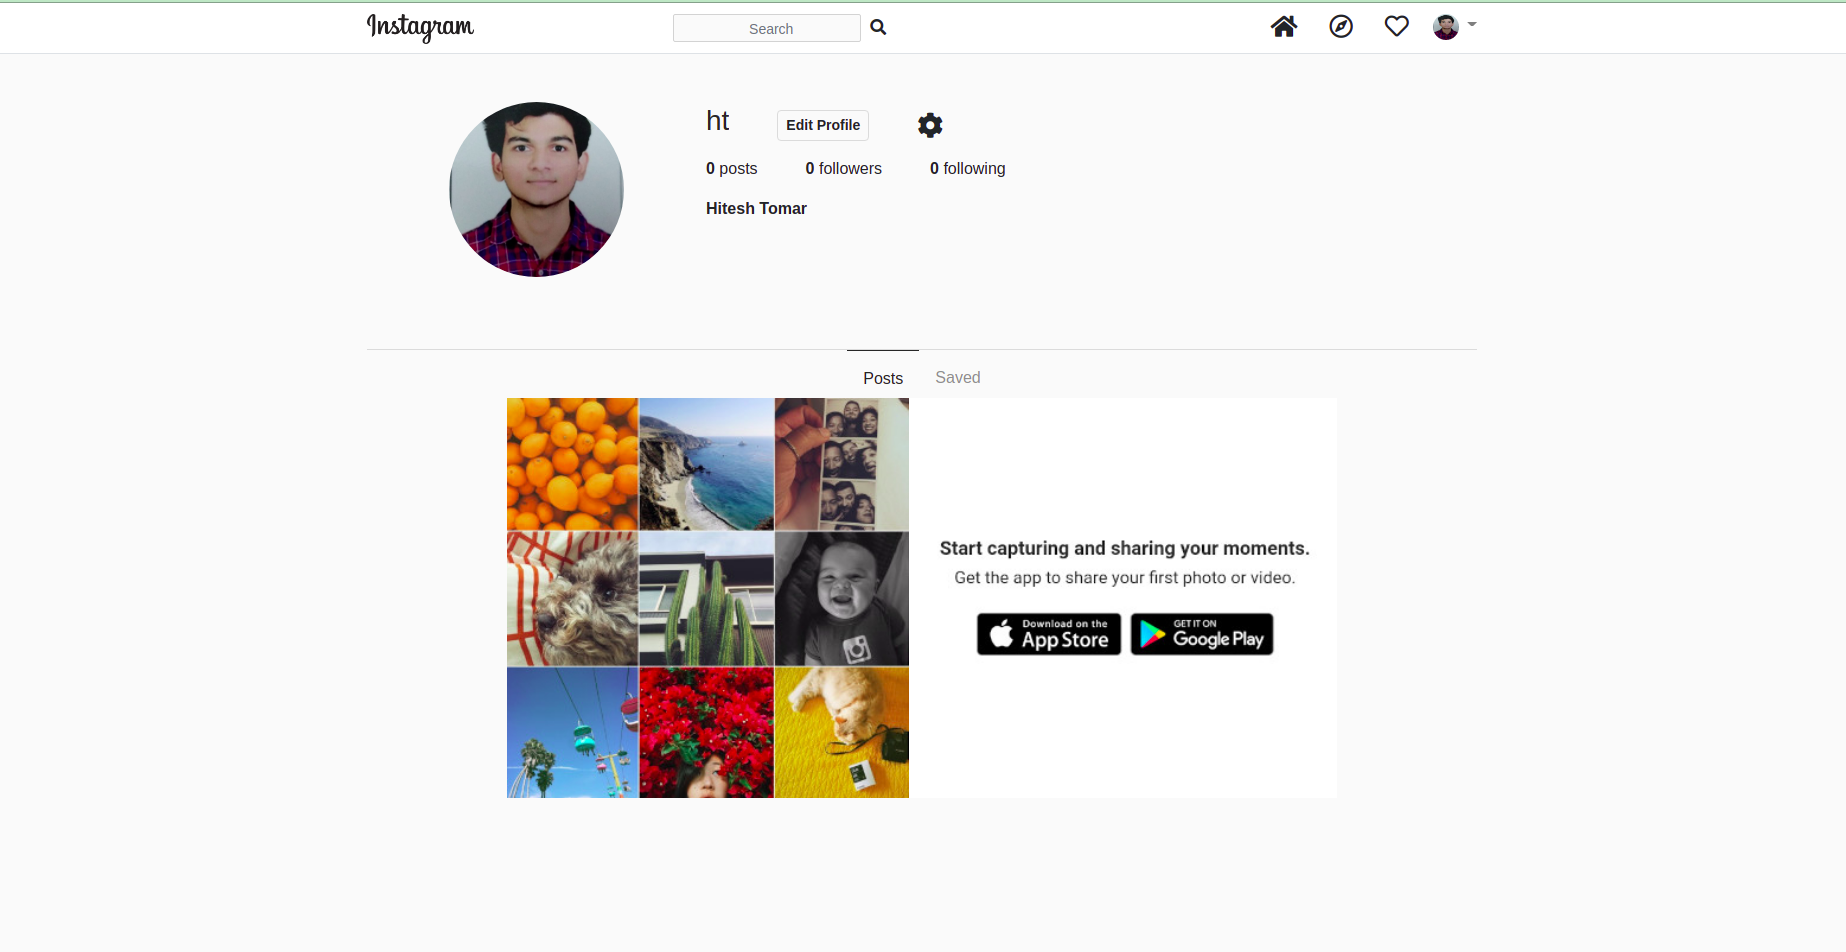 Instagram
Search
ht
Edit Profile
0 posts 0 followers 0 following
Hitesh Tomar
Posts Saved
Start capturing and sharing your moments.
Get the app to share your first photo or video.
Download on the
App Store
GET IT ON
Google Play